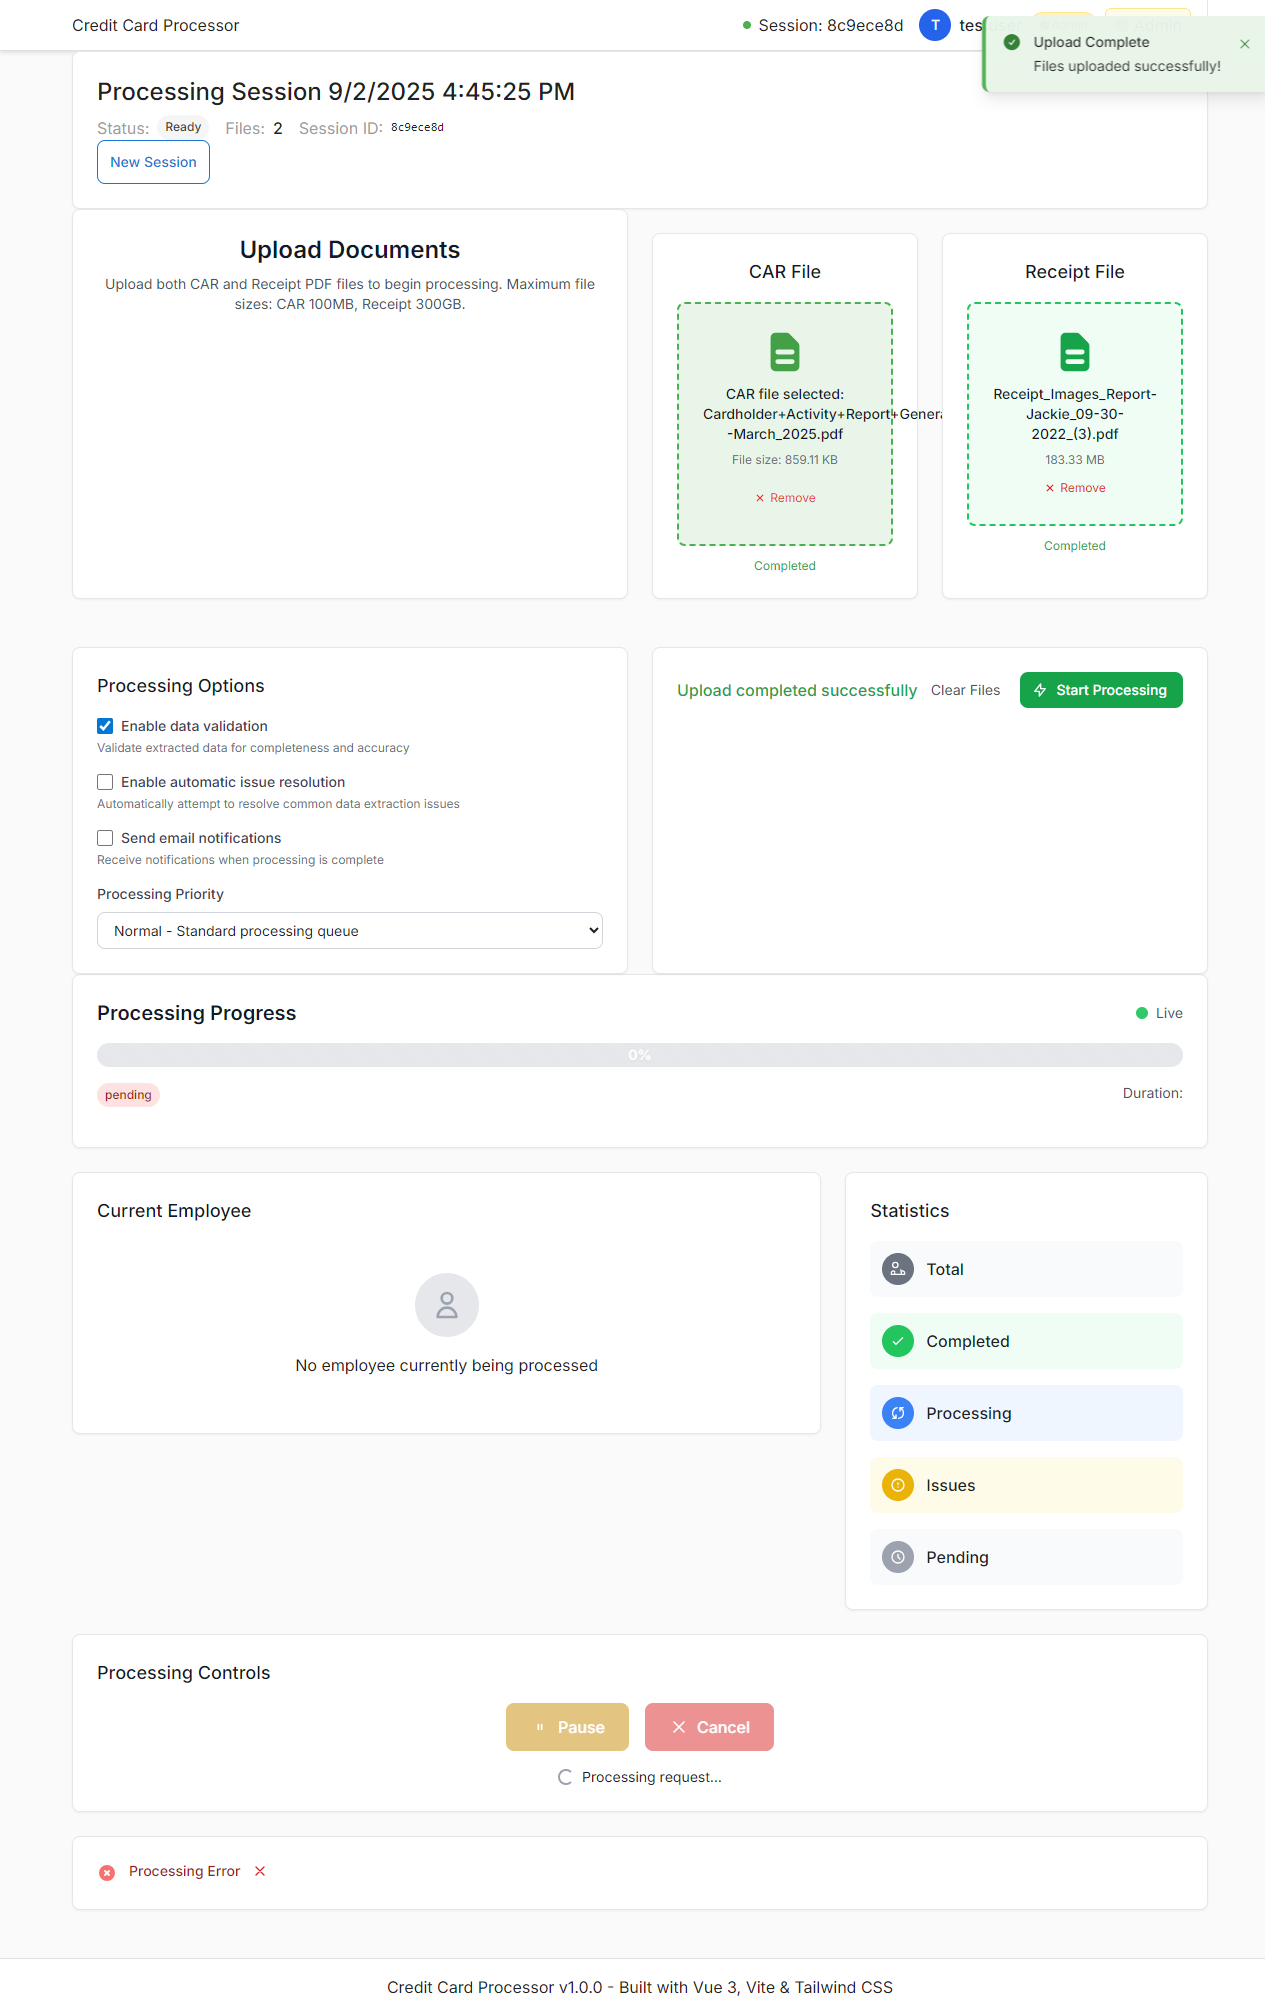 Credit Card Processor
Session: 8c9ece8d
T
Upload Complete
Files uploaded successfully!
Processing Session 9/2/2025 4:45:25 PM
Status: Ready Files: 2 Session ID: 8c9ece8d
New Session
Upload Documents
Upload both CAR and Receipt PDF files to begin processing. Maximum file
sizes: CAR 100MB, Receipt 300GB.
CAR File
CAR file selected:
Cardholder+Activity+Report+Genera
-March_2025.pdf
File size: 859.11 KB
Remove
Completed
Receipt File
Receipt_Images_Report-
Jackie_09-30-
2022_(3).pdf
183.33 MB
Remove
Completed
Processing Options
Enable data validation
Validate extracted data for completeness and accuracy
Enable automatic issue resolution
Automatically attempt to resolve common data extraction issues
Send email notifications
Receive notifications when processing is complete
Processing Priority
Normal - Standard processing queue
Upload completed successfully
Clear Files
Start Processing
Processing Progress
Live
0%
pending
Duration:
Current Employee
No employee currently being processed
Statistics
Total
Completed
Processing
Issues
Pending
Processing Controls
Pause
Cancel
Processing request...
Processing Error
Credit Card Processor v1.0.0 - Built with Vue 3, Vite & Tailwind CSS